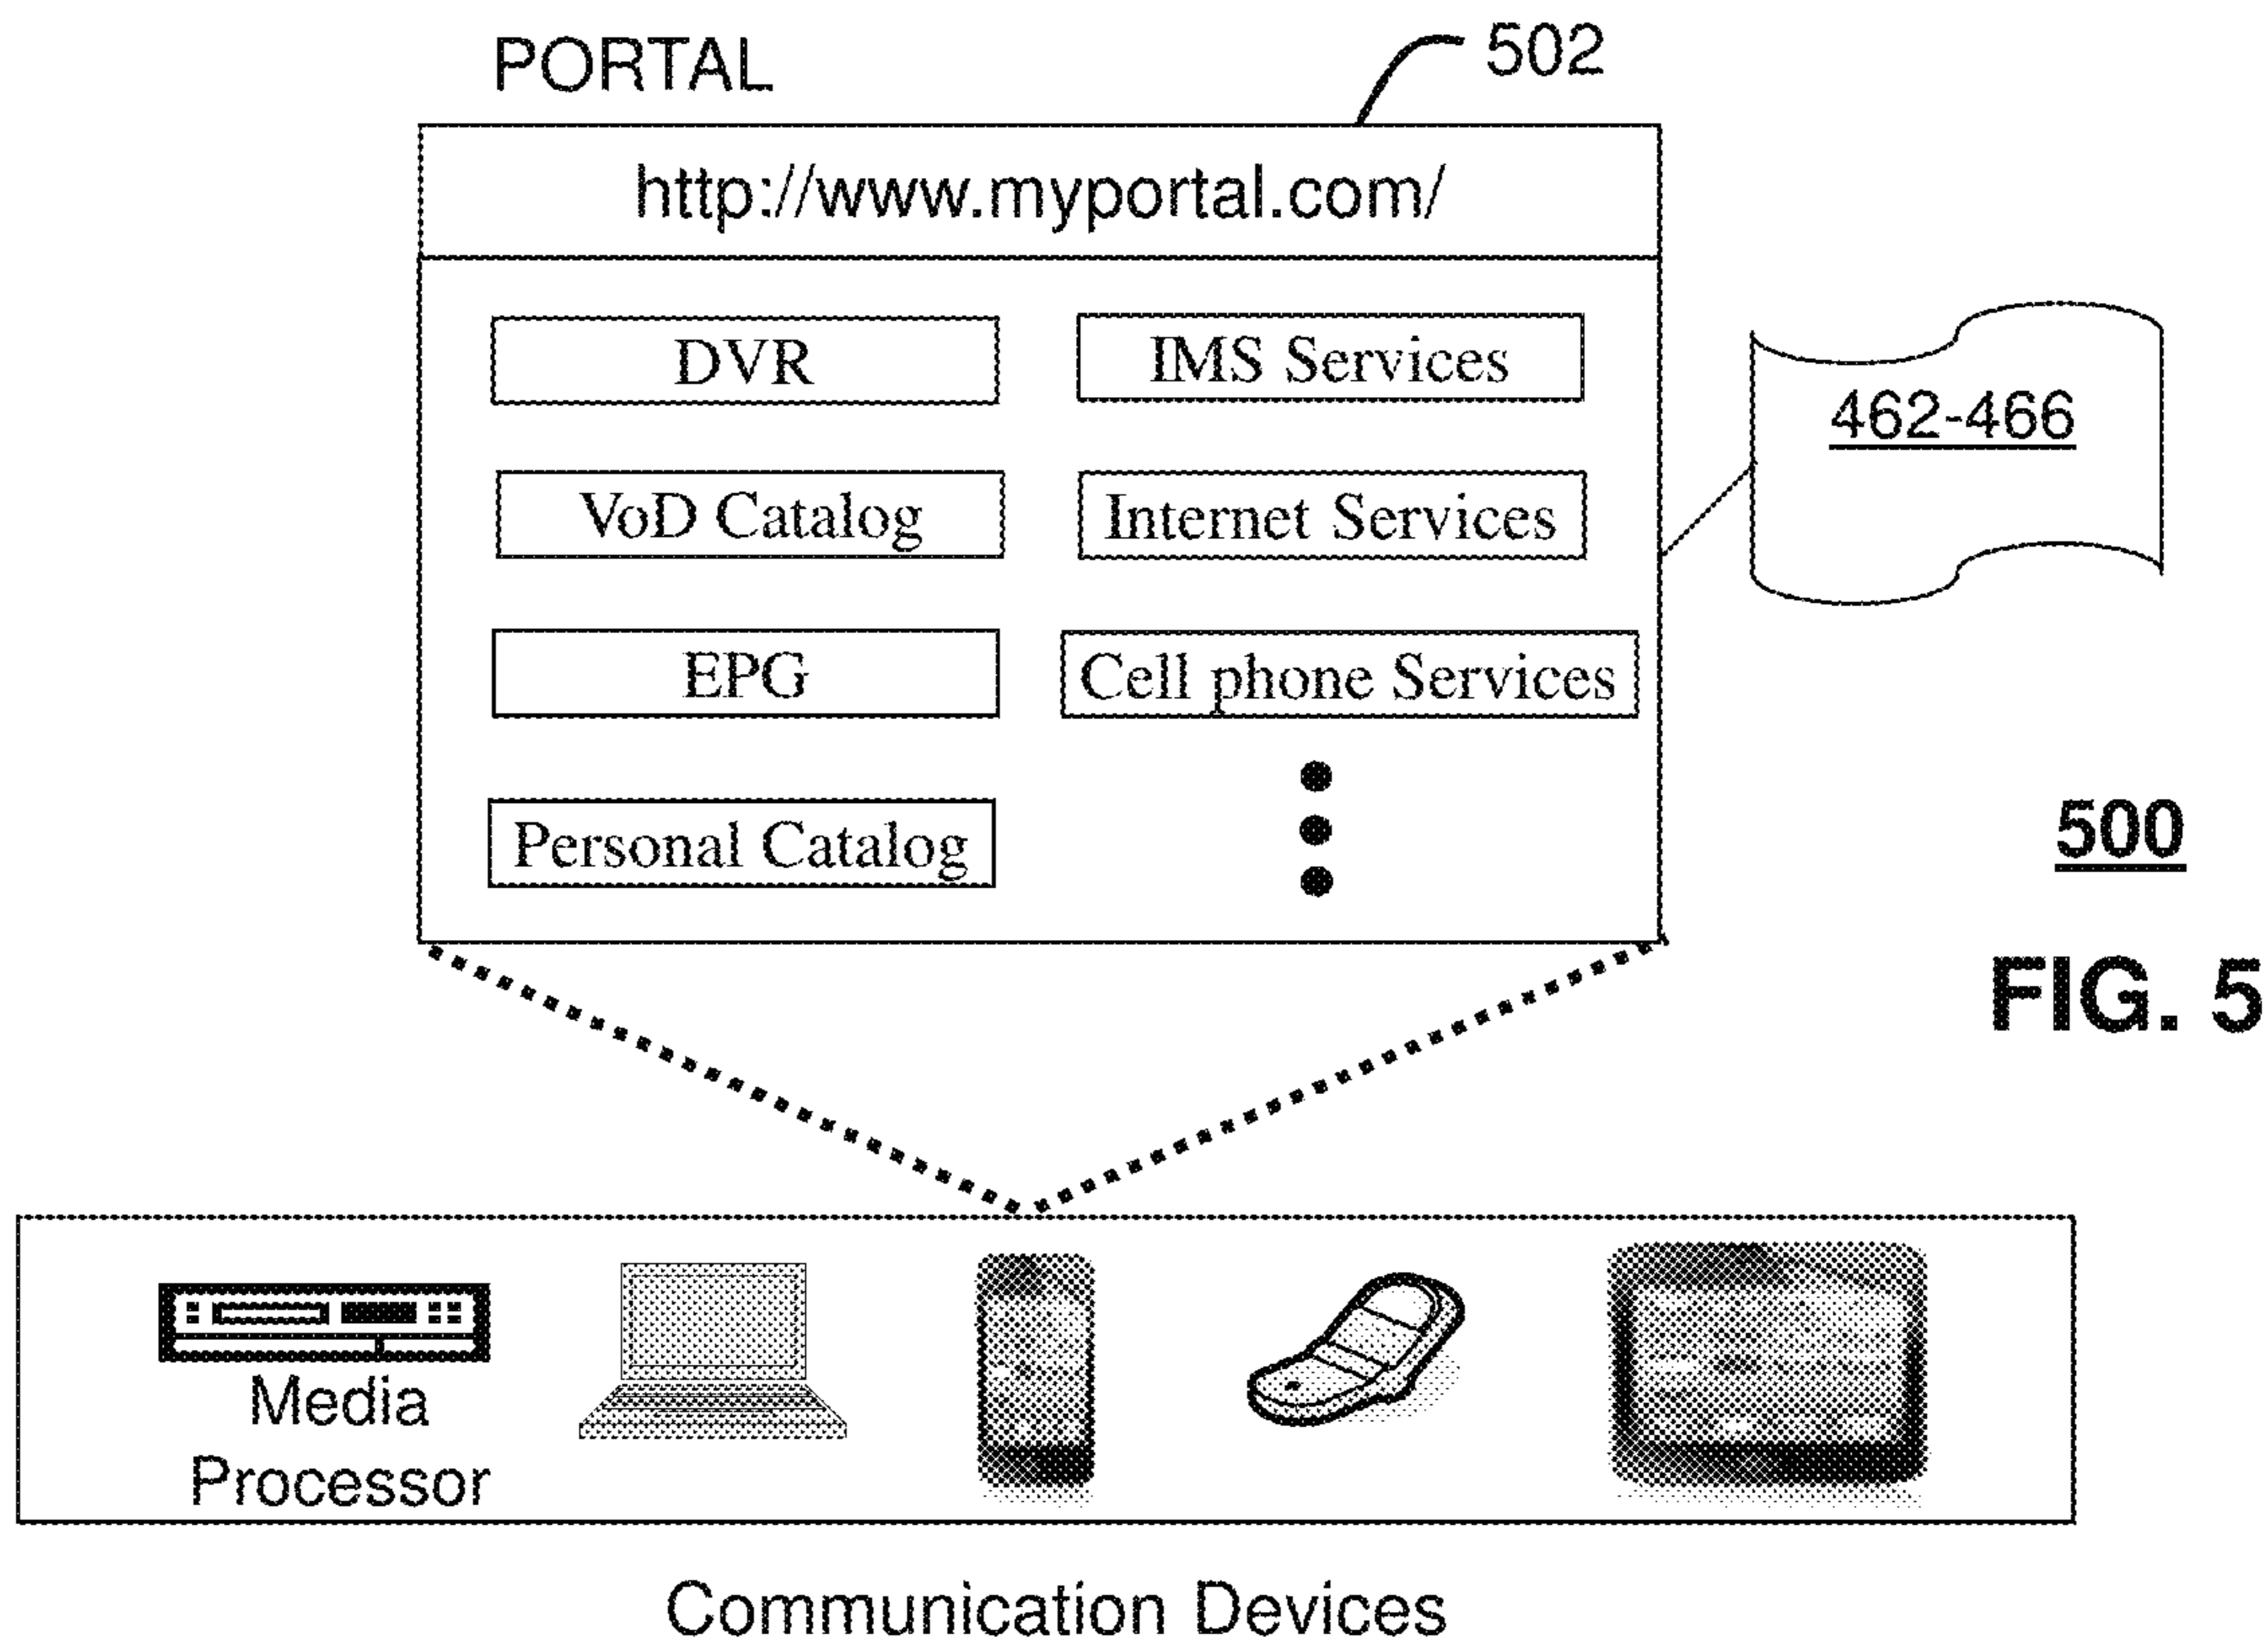 PORTAL
502
http://www.myportal.com/
DVR
IMS Services
462-466
VoD Catalog
Internet Services
EPG
Cell phone Services
Personal Catalog
500
FIG. 5
Media
Processor
Communication Devices